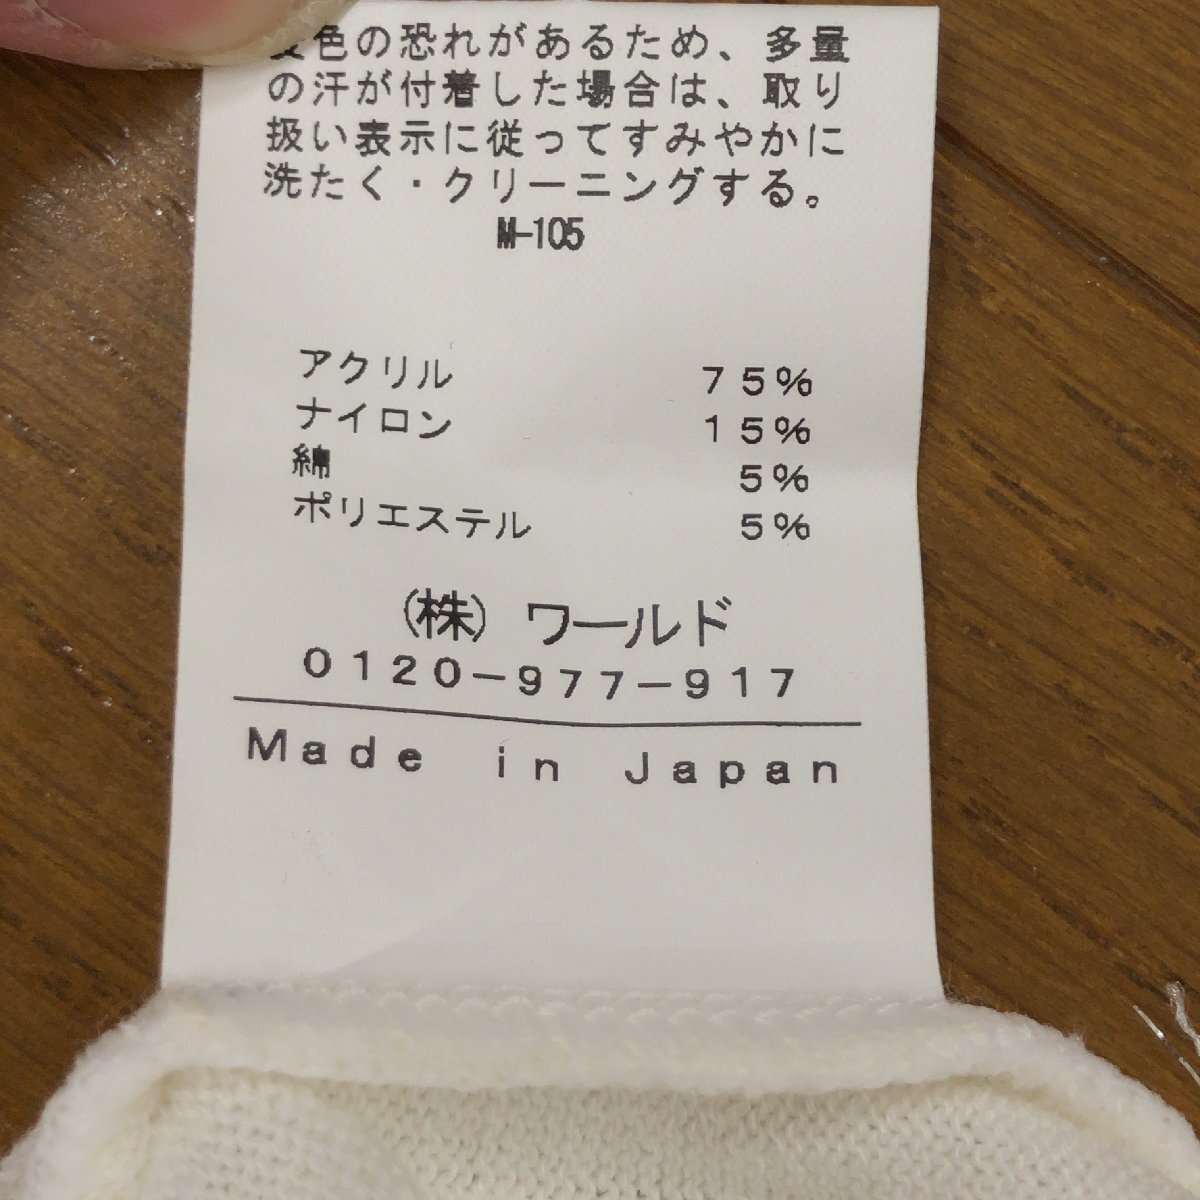 色の恐れがあるため、多量
の汗が付着した場合は、取り
扱い表示に従ってすみやかに
洗たく・クリーニングする。
M-105
アクリル 75%
ナイロン 15%
綿 5%
ポリエステル 5%
(株) ワールド
0120-977-917
Made in Japan